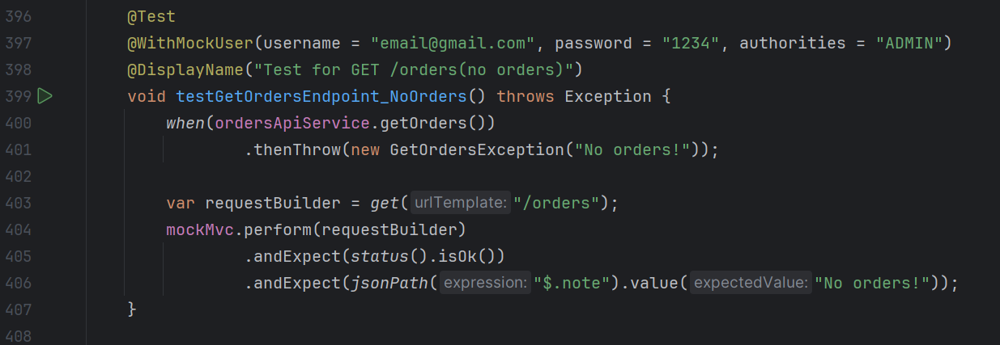 396 @Test
397 @WithMockUser(username = "email@gmail.com", password = "1234", authorities = "ADMIN")
398 @DisplayName("Test for GET /orders(no orders)")
399 void testGetOrdersEndpoint_NoOrders() throws Exception {
400 when(ordersApiService.getOrders())
401 .thenThrow(new GetOrdersException("No orders!"));
402
403 var requestBuilder = get( urlTemplate: "/orders");
404 mockMvc.perform(requestBuilder)
405 .andExpect(status().isOk())
406 .andExpect(jsonPath( expression: "$.note").value( expectedValue: "No orders!"));
407 }
408